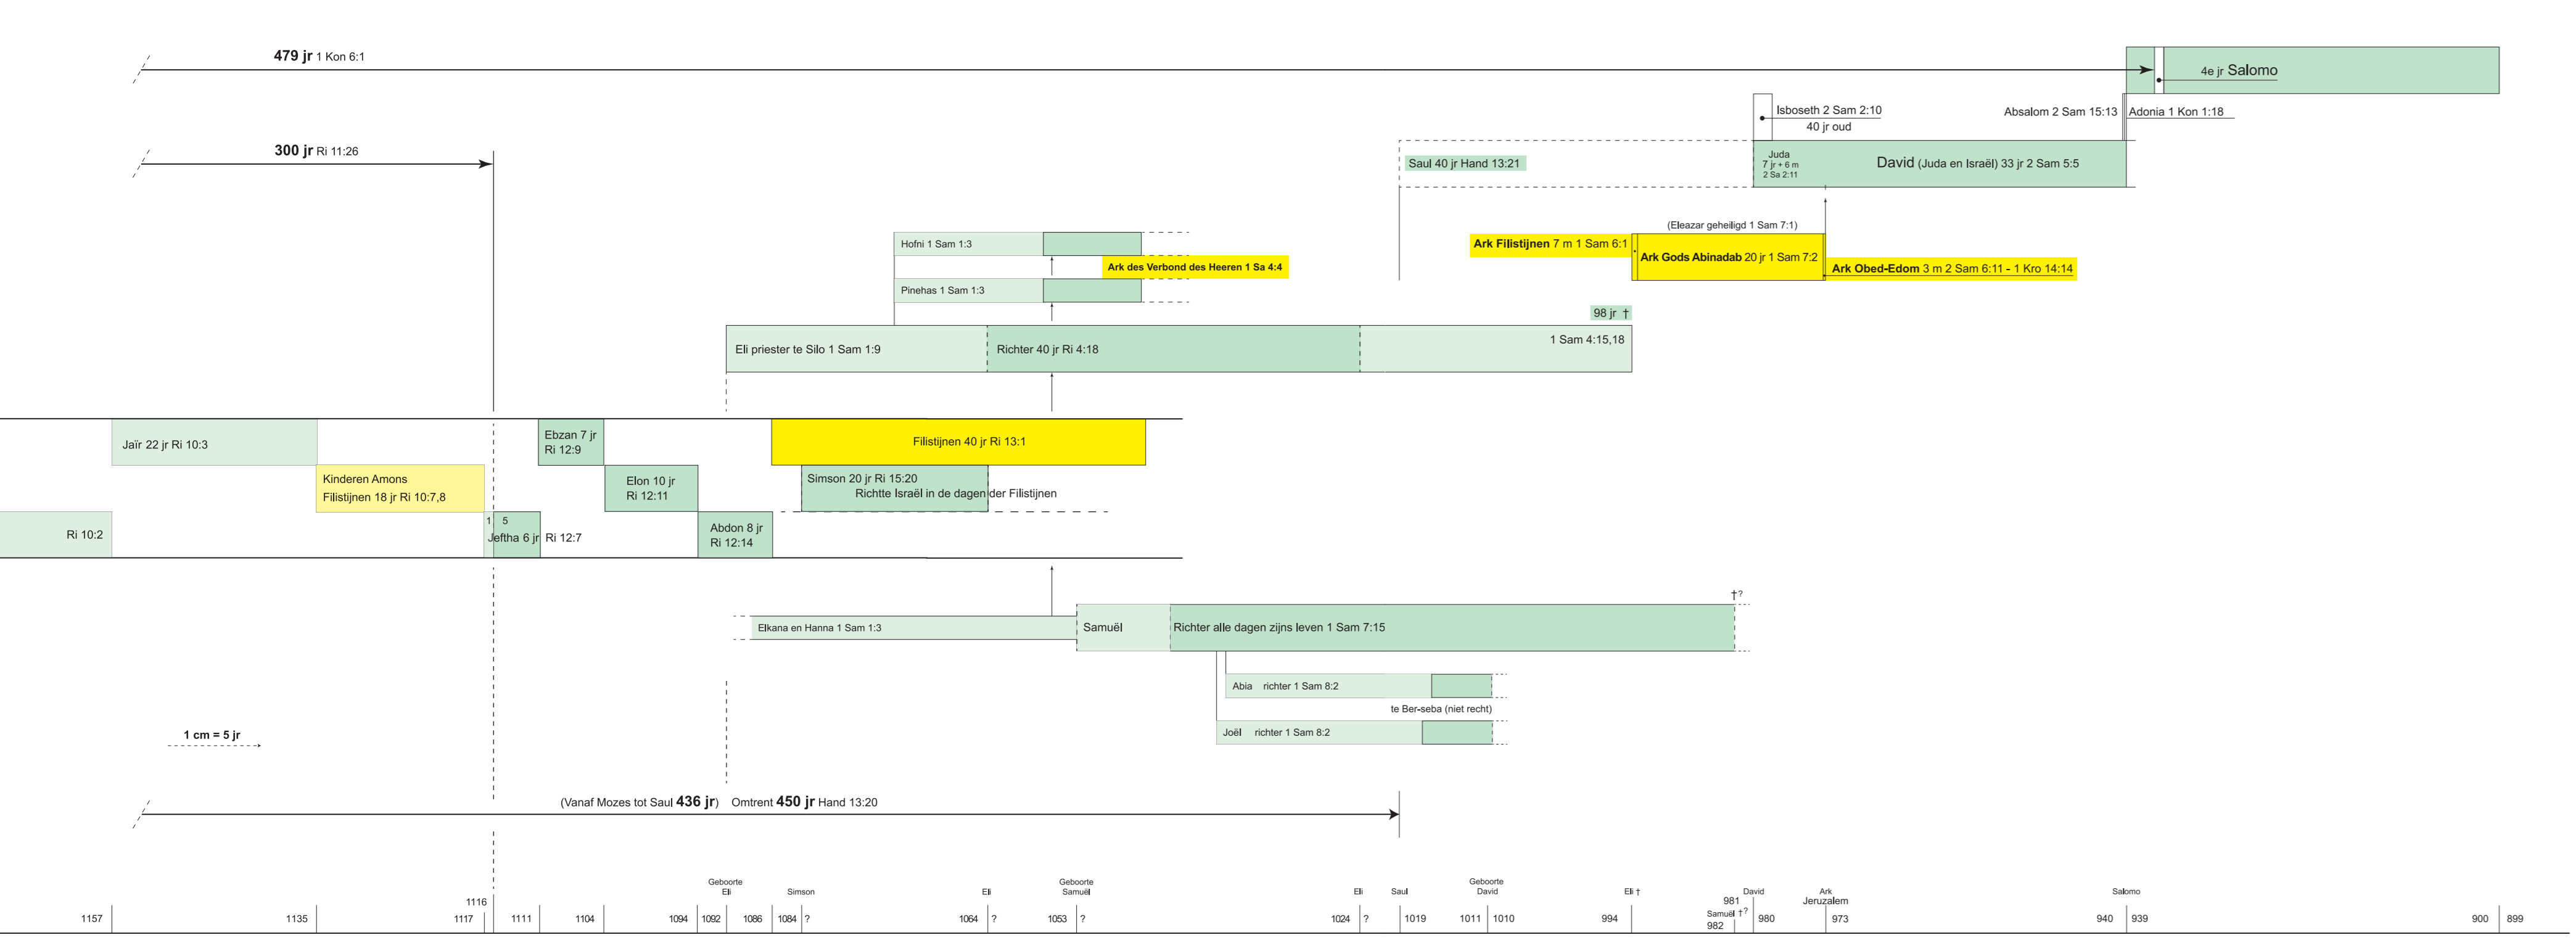 479 jr 1 Kon 6:1
4e jr Salomo
Isboseth 2 Sam 2:10
40 jr oud
Absalom 2 Sam 15:13
Adonia 1 Kon 1:18
300 jr Ri 11:26
Saul 40 jr Hand 13:21
Juda
7 jr + 6 m
2 Sa 2:11
David (Juda en Israël) 33 jr 2 Sam 5:5
(Eleazar geheiligd 1 Sam 7:1)
Hofni 1 Sam 1:3
Ark Filistijnen 7 m 1 Sam 6:1
Ark Gods Abinadab 20 jr 1 Sam 7:2
Ark des Verbond des Heeren 1 Sa 4:4
Ark Obed-Edom 3 m 2 Sam 6:11 - 1 Kro 14:14
Pinehas 1 Sam 1:3
98 jr †
Eli priester te Silo 1 Sam 1:9
Richter 40 jr Ri 4:18
1 Sam 4:15,18
Jaïr 22 jr Ri 10:3
Ebzan 7 jr
Ri 12:9
Filistijnen 40 jr Ri 13:1
Kinderen Amons
Filistijnen 18 jr Ri 10:7,8
Elon 10 jr
Ri 12:11
Simson 20 jr Ri 15:20
Richtte Israël in de dagen der Filistijnen
Ri 10:2
1 5
Jeftha 6 jr Ri 12:7
Abdon 8 jr
Ri 12:14
†?
Elkana en Hanna 1 Sam 1:3
Samuël
Richter alle dagen zijns leven 1 Sam 7:15
Abia richter 1 Sam 8:2
te Ber-seba (niet recht)
Joël richter 1 Sam 8:2
1 cm = 5 jr
(Vanaf Mozes tot Saul 436 jr) Omtrent 450 jr Hand 13:20
1157
1135
1116
1117
1111
1104
1094
Geboorte
Eli
1092
1086
Simson
1084 ?
Eli
1064 ?
Geboorte
Samuël
1053 ?
Eli
1024 ?
Saul
1019
Geboorte
David
1011 1010
Eli †
994
Samuël †?
982
David
981
980
Ark
Jeruzalem
973
Salomo
940 939
900 899